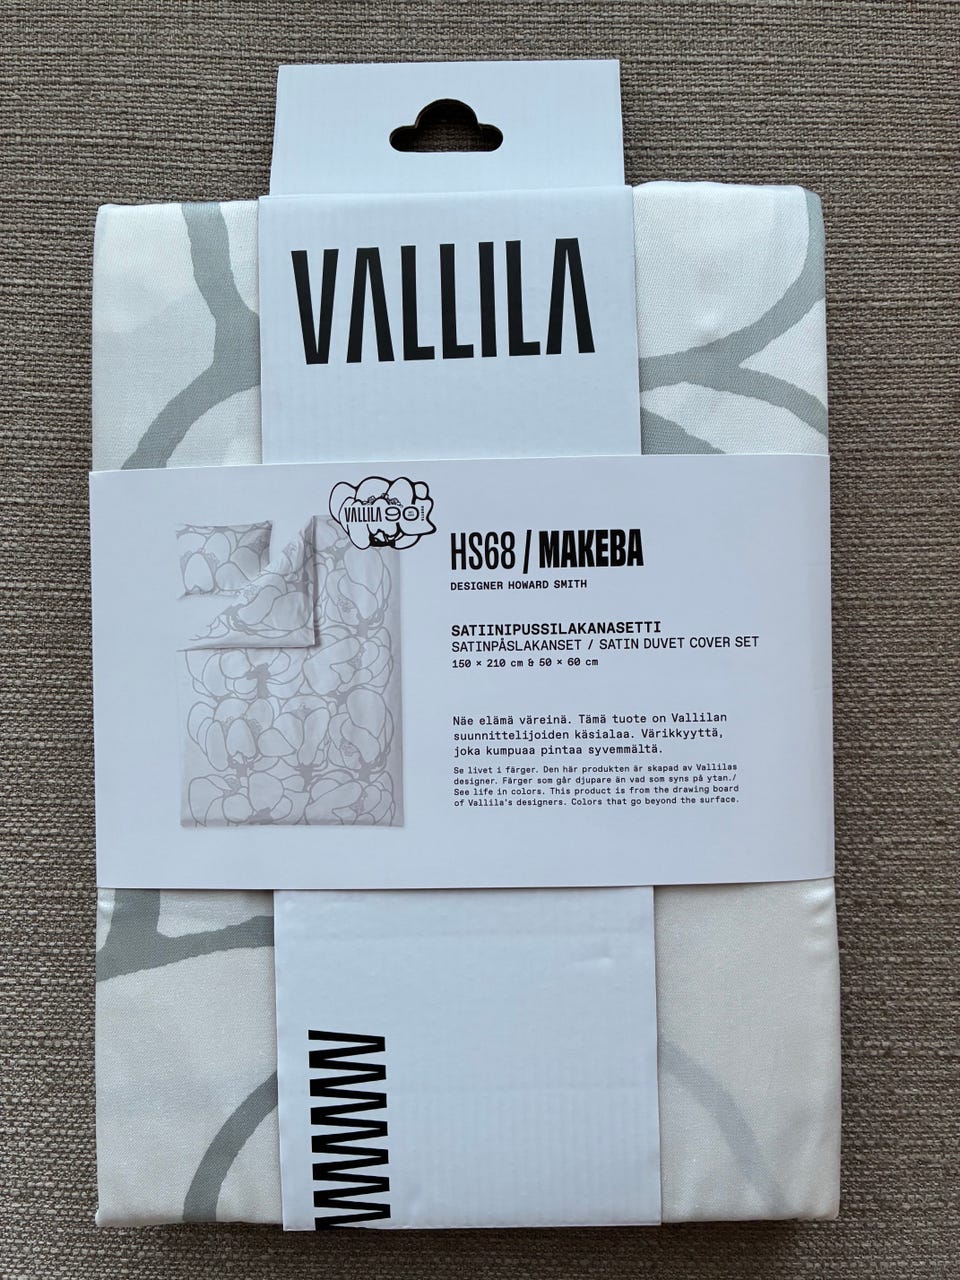 VALLILA
VALLILA 90
HS68 / MAKEBA
DESIGNER HOWARD SMITH
SATIINIPUSSILAKANASETTI
SATINPÅSLAKANSET / SATIN DUVET COVER SET
150 × 210 cm & 50 × 60 cm
Näe elämä väreinä. Tämä tuote on Vallilan
suunnittelijoiden käsialaa. Värikkyyttä,
joka kumpuaa pintaa syvemmältä.
Se livet i färger. Den här produkten är skapad av Vallilas
designer. Färger som går djupare än vad som syns på ytan./
See life in colors. This product is from the drawing board
of Vallila's designers. Colors that go beyond the surface.